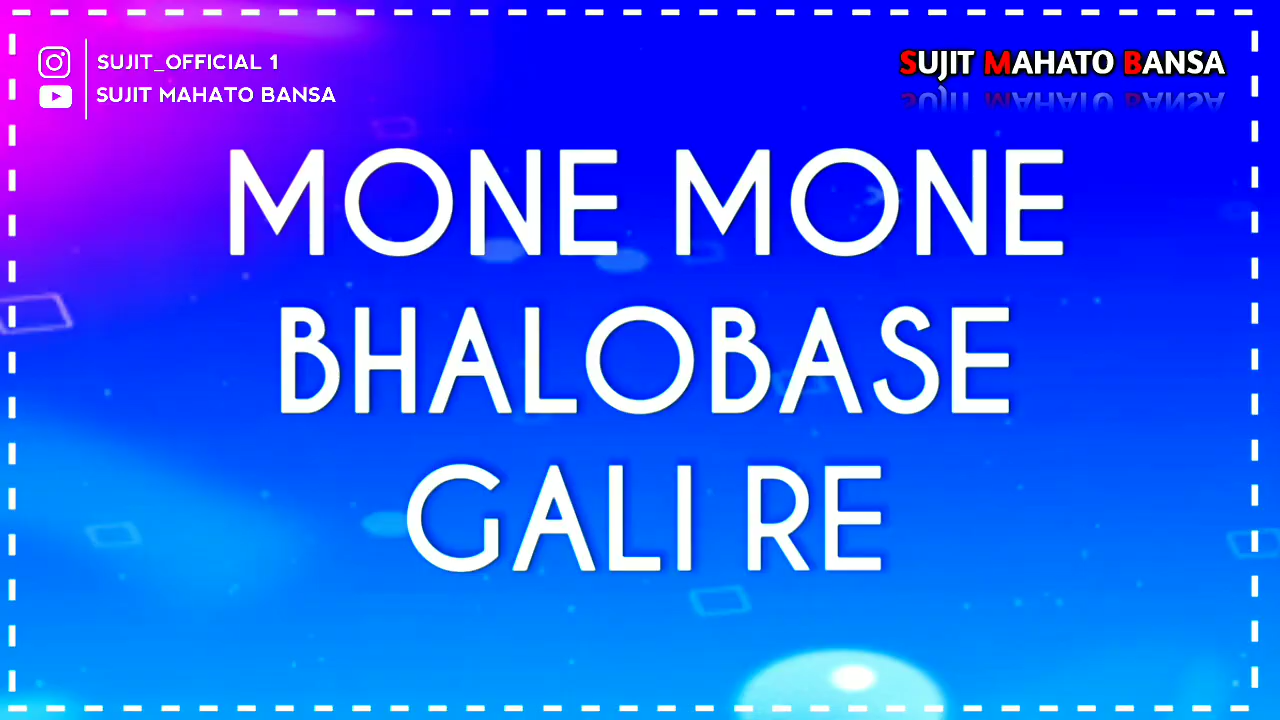 SUJIT_OFFICIAL 1
SUJIT MAHATO BANSA
SUJIT MAHATO BANSA
MONE MONE
BHALOBASE
GALI RE